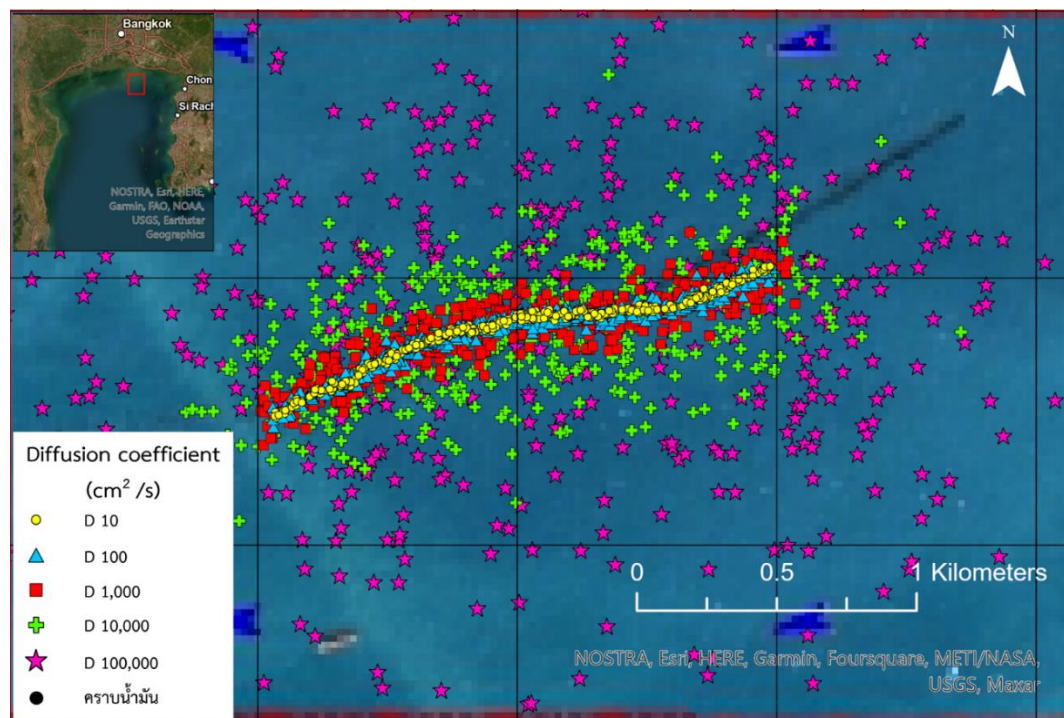 Bangkok
Chon
Si Rach
NOSTRA, Esri, HERE,
Garmin, FAO, NOAA,
USGS, Earthstar
Geographics
N
Diffusion coefficient
(cm² /s)
D 10
D 100
D 1,000
D 10,000
D 100,000
คราบน้ำมัน
0 0.5 1 Kilometers
NOSTRA, Esri, HERE, Garmin, Foursquare, METI/NASA,
USGS, Maxar